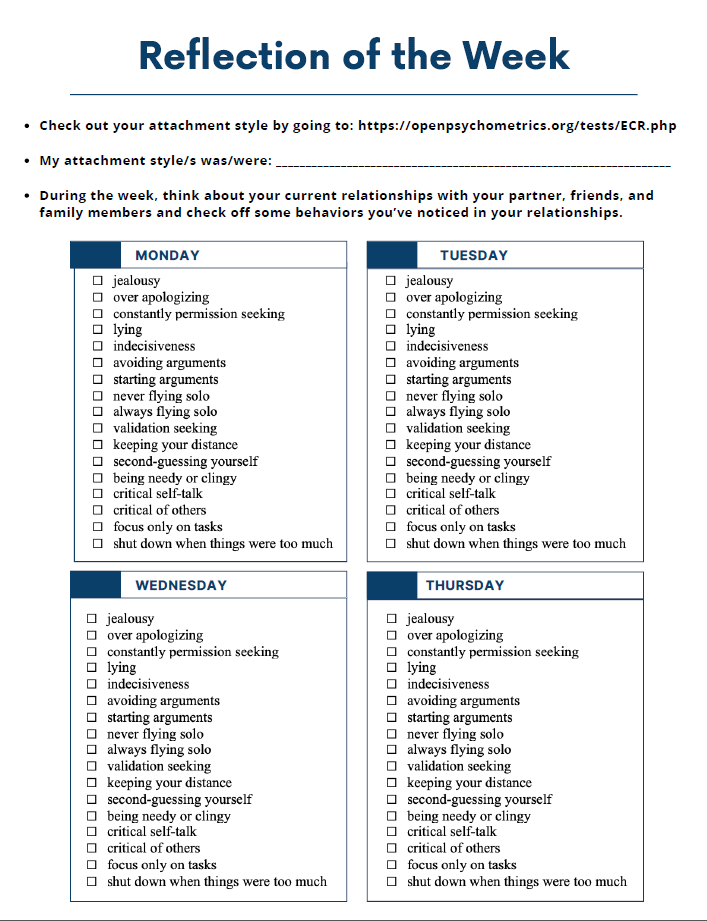 Reflection of the Week
• Check out your attachment style by going to: https://openpsychometrics.org/tests/ECR.php
• My attachment style/s was/were: ______________________________________________________________________
• During the week, think about your current relationships with your partner, friends, and
family members and check off some behaviors you’ve noticed in your relationships.
MONDAY
☐ jealousy
☐ over apologizing
☐ constantly permission seeking
☐ lying
☐ indecisiveness
☐ avoiding arguments
☐ starting arguments
☐ never flying solo
☐ always flying solo
☐ validation seeking
☐ keeping your distance
☐ second-guessing yourself
☐ being needy or clingy
☐ critical self-talk
☐ critical of others
☐ focus only on tasks
☐ shut down when things were too much
TUESDAY
☐ jealousy
☐ over apologizing
☐ constantly permission seeking
☐ lying
☐ indecisiveness
☐ avoiding arguments
☐ starting arguments
☐ never flying solo
☐ always flying solo
☐ validation seeking
☐ keeping your distance
☐ second-guessing yourself
☐ being needy or clingy
☐ critical self-talk
☐ critical of others
☐ focus only on tasks
☐ shut down when things were too much
WEDNESDAY
☐ jealousy
☐ over apologizing
☐ constantly permission seeking
☐ lying
☐ indecisiveness
☐ avoiding arguments
☐ starting arguments
☐ never flying solo
☐ always flying solo
☐ validation seeking
☐ keeping your distance
☐ second-guessing yourself
☐ being needy or clingy
☐ critical self-talk
☐ critical of others
☐ focus only on tasks
☐ shut down when things were too much
THURSDAY
☐ jealousy
☐ over apologizing
☐ constantly permission seeking
☐ lying
☐ indecisiveness
☐ avoiding arguments
☐ starting arguments
☐ never flying solo
☐ always flying solo
☐ validation seeking
☐ keeping your distance
☐ second-guessing yourself
☐ being needy or clingy
☐ critical self-talk
☐ critical of others
☐ focus only on tasks
☐ shut down when things were too much